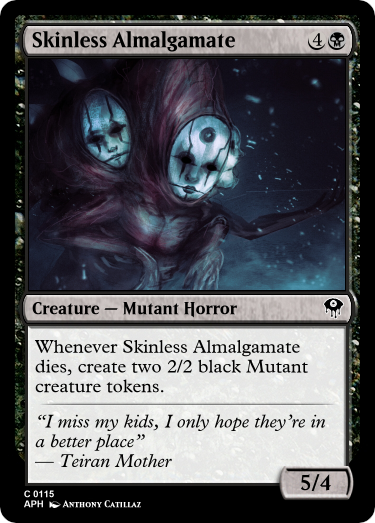 Skinless Almalgamate 4
Creature — Mutant Horror
Whenever Skinless Almalgamate
dies, create two 2/2 black Mutant
creature tokens.
“I miss my kids, I only hope they’re in
a better place”
— Teiran Mother
5/4
C 0115
APH Anthony Catillaz